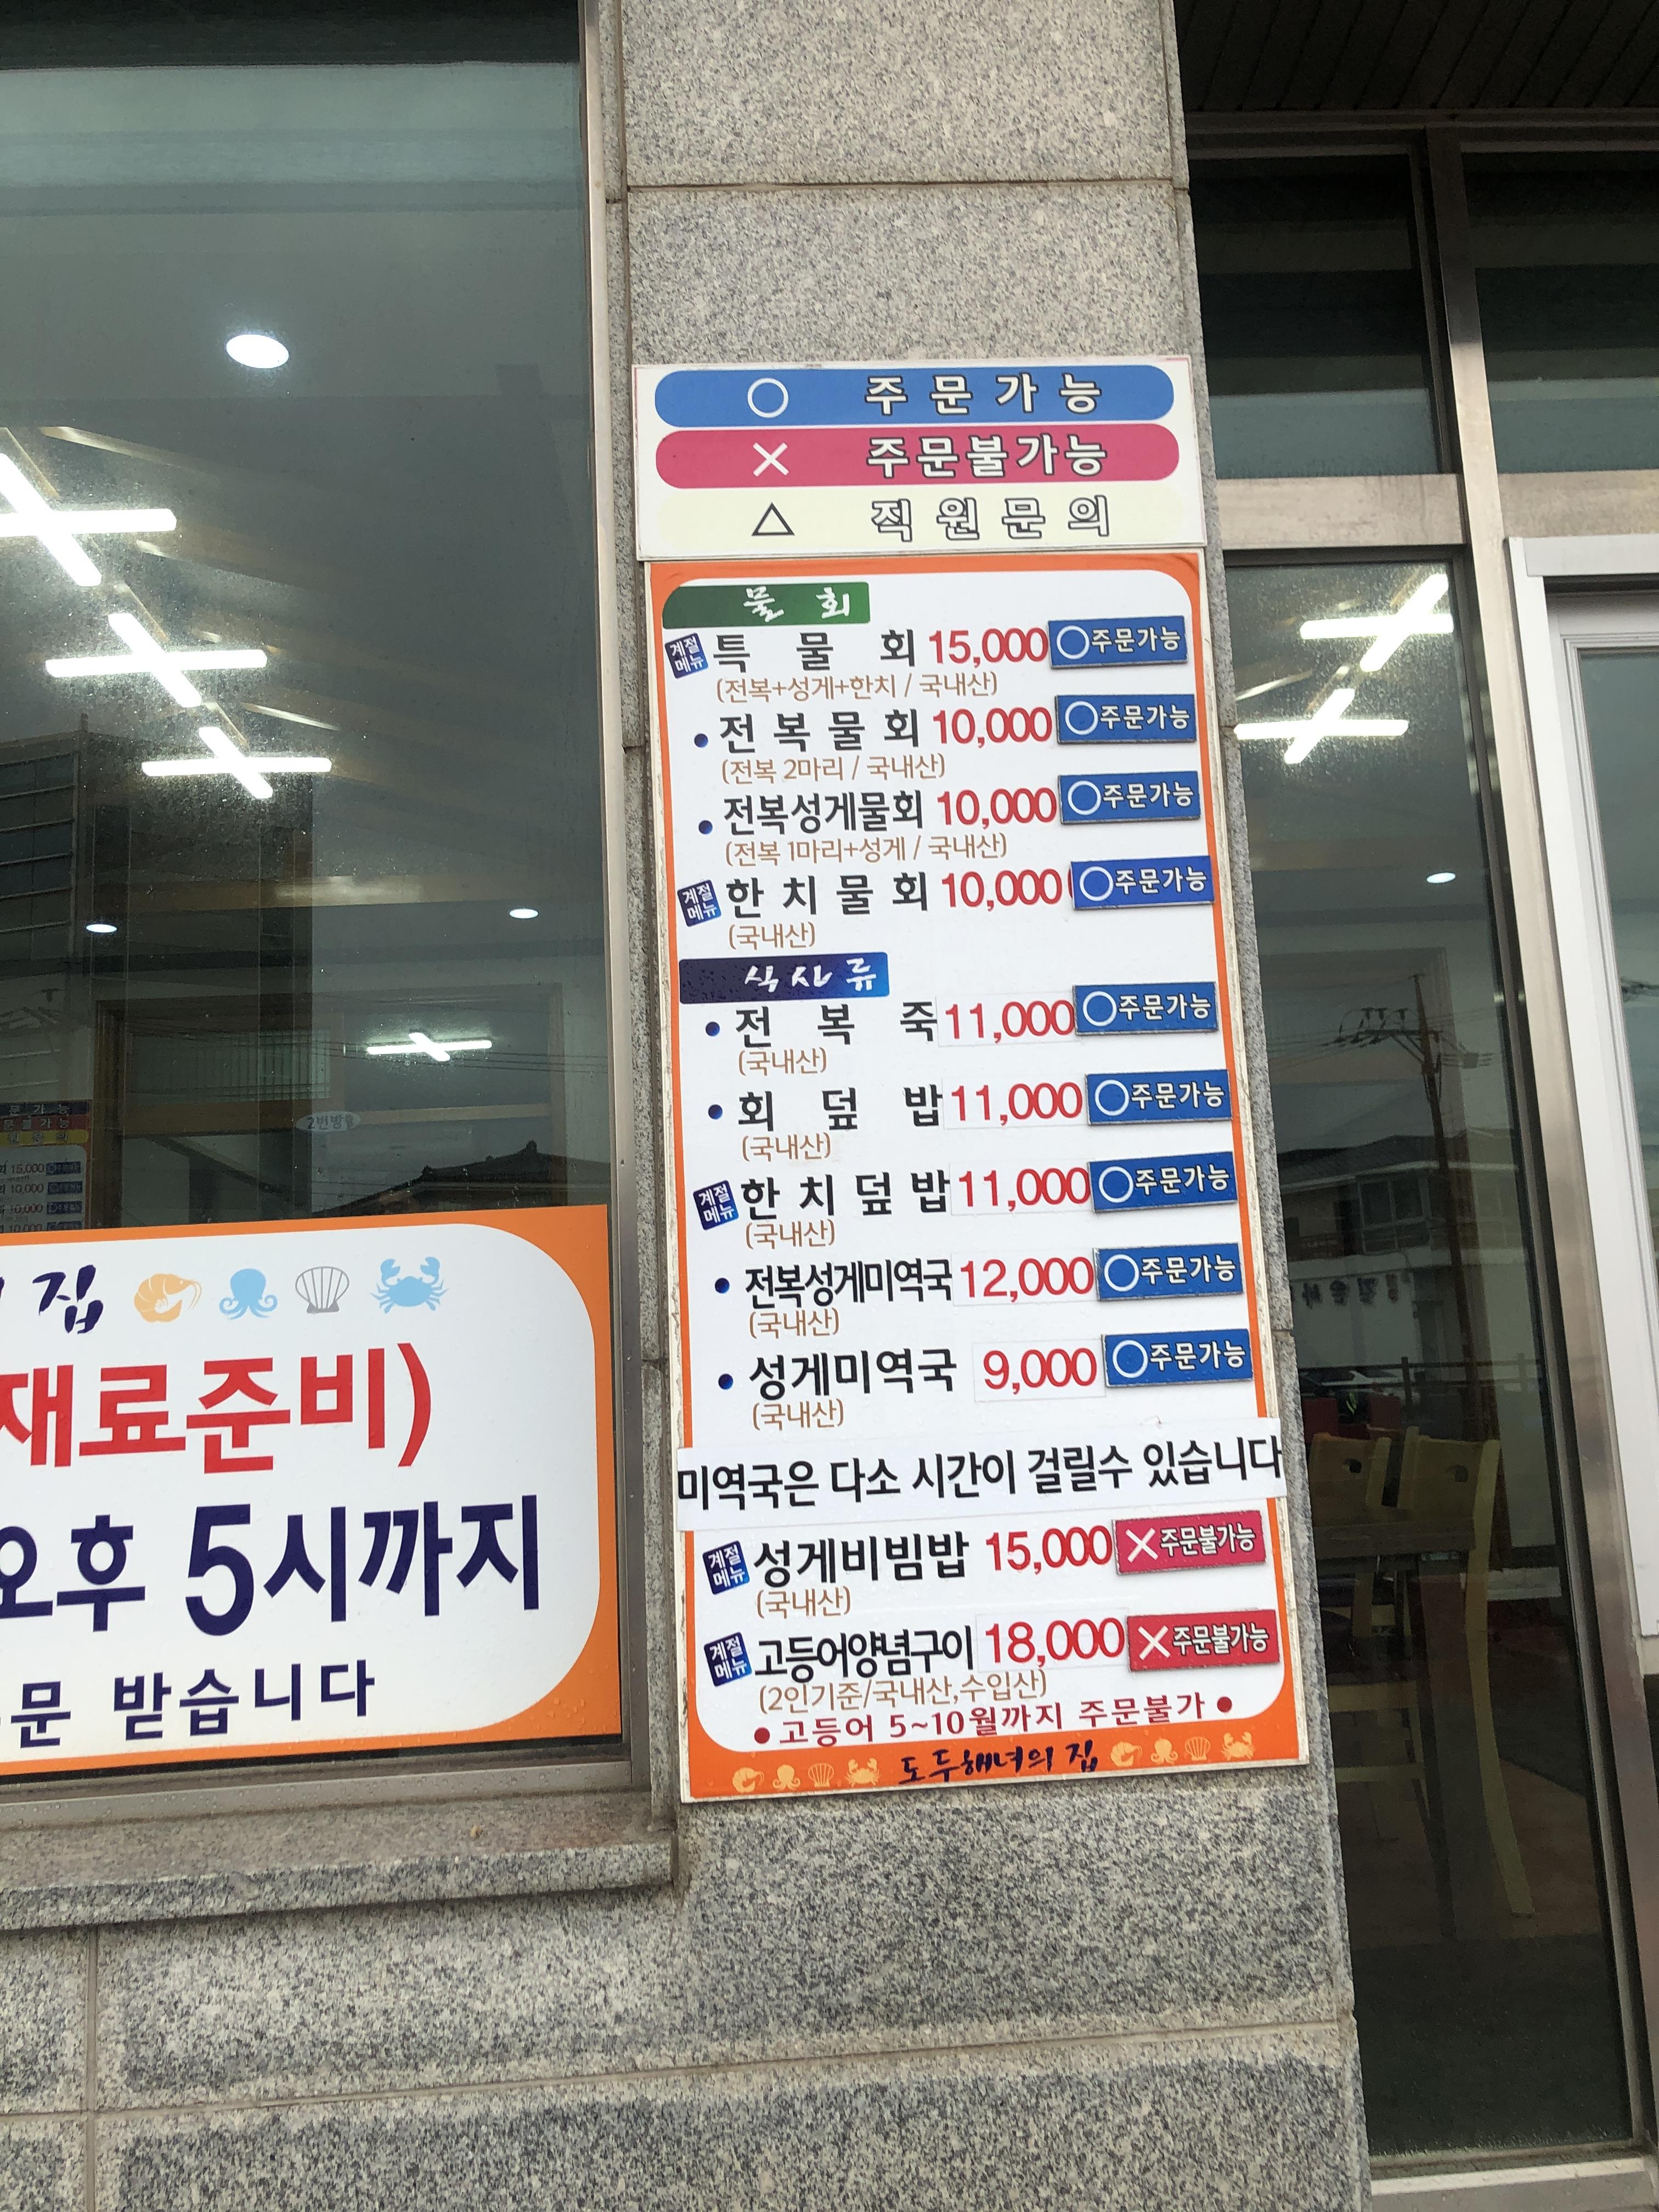 ○ 주문가능
× 주문불가능
△ 직원문의
물회
계절메뉴 특물회 15,000 ○주문가능
(전복+성게+한치 / 국내산)
• 전복물회 10,000 ○주문가능
(전복 2마리 / 국내산)
• 전복성게물회 10,000 ○주문가능
(전복 1마리+성게 / 국내산)
계절메뉴 한치물회 10,000 ○주문가능
(국내산)
식사류
• 전복죽 11,000 ○주문가능
(국내산)
• 회덮밥 11,000 ○주문가능
(국내산)
계절메뉴 한치덮밥 11,000 ○주문가능
(국내산)
• 전복성게미역국 12,000 ○주문가능
(국내산)
• 성게미역국 9,000 ○주문가능
(국내산)
미역국은 다소 시간이 걸릴수 있습니다
계절메뉴 성게비빔밥 15,000 ×주문불가능
(국내산)
계절메뉴 고등어양념구이 18,000 ×주문불가능
(2인기준/국내산,수입산)
•고등어 5~10월까지 주문불가•
도두해녀의 집
집
재료준비)
오후 5시까지
문 받습니다